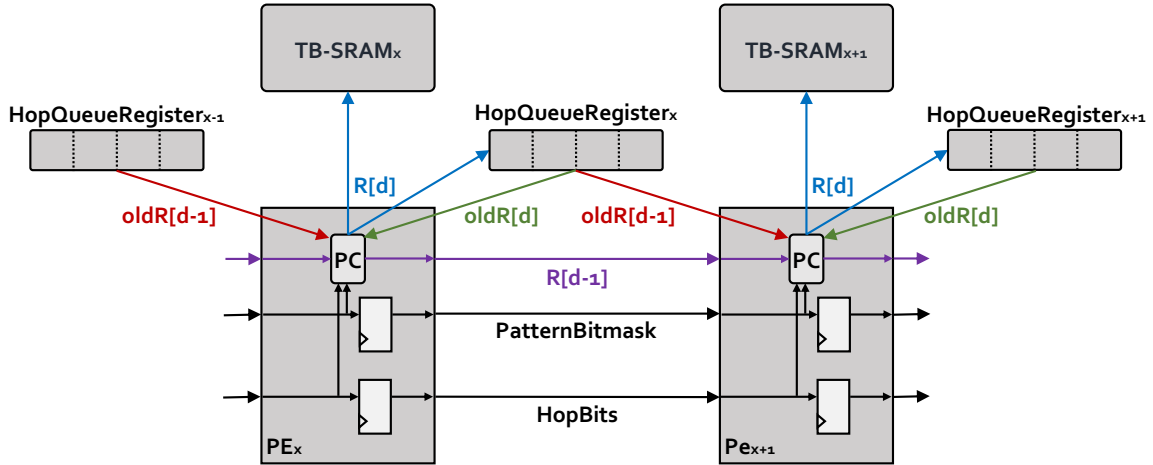 TB-SRAMx
TB-SRAMx+1
HopQueueRegisterx-1
HopQueueRegisterx
HopQueueRegisterx+1
R[d]
R[d]
oldR[d-1]
oldR[d]
oldR[d-1]
oldR[d]
PC
PC
R[d-1]
PatternBitmask
HopBits
PEx
Pex+1